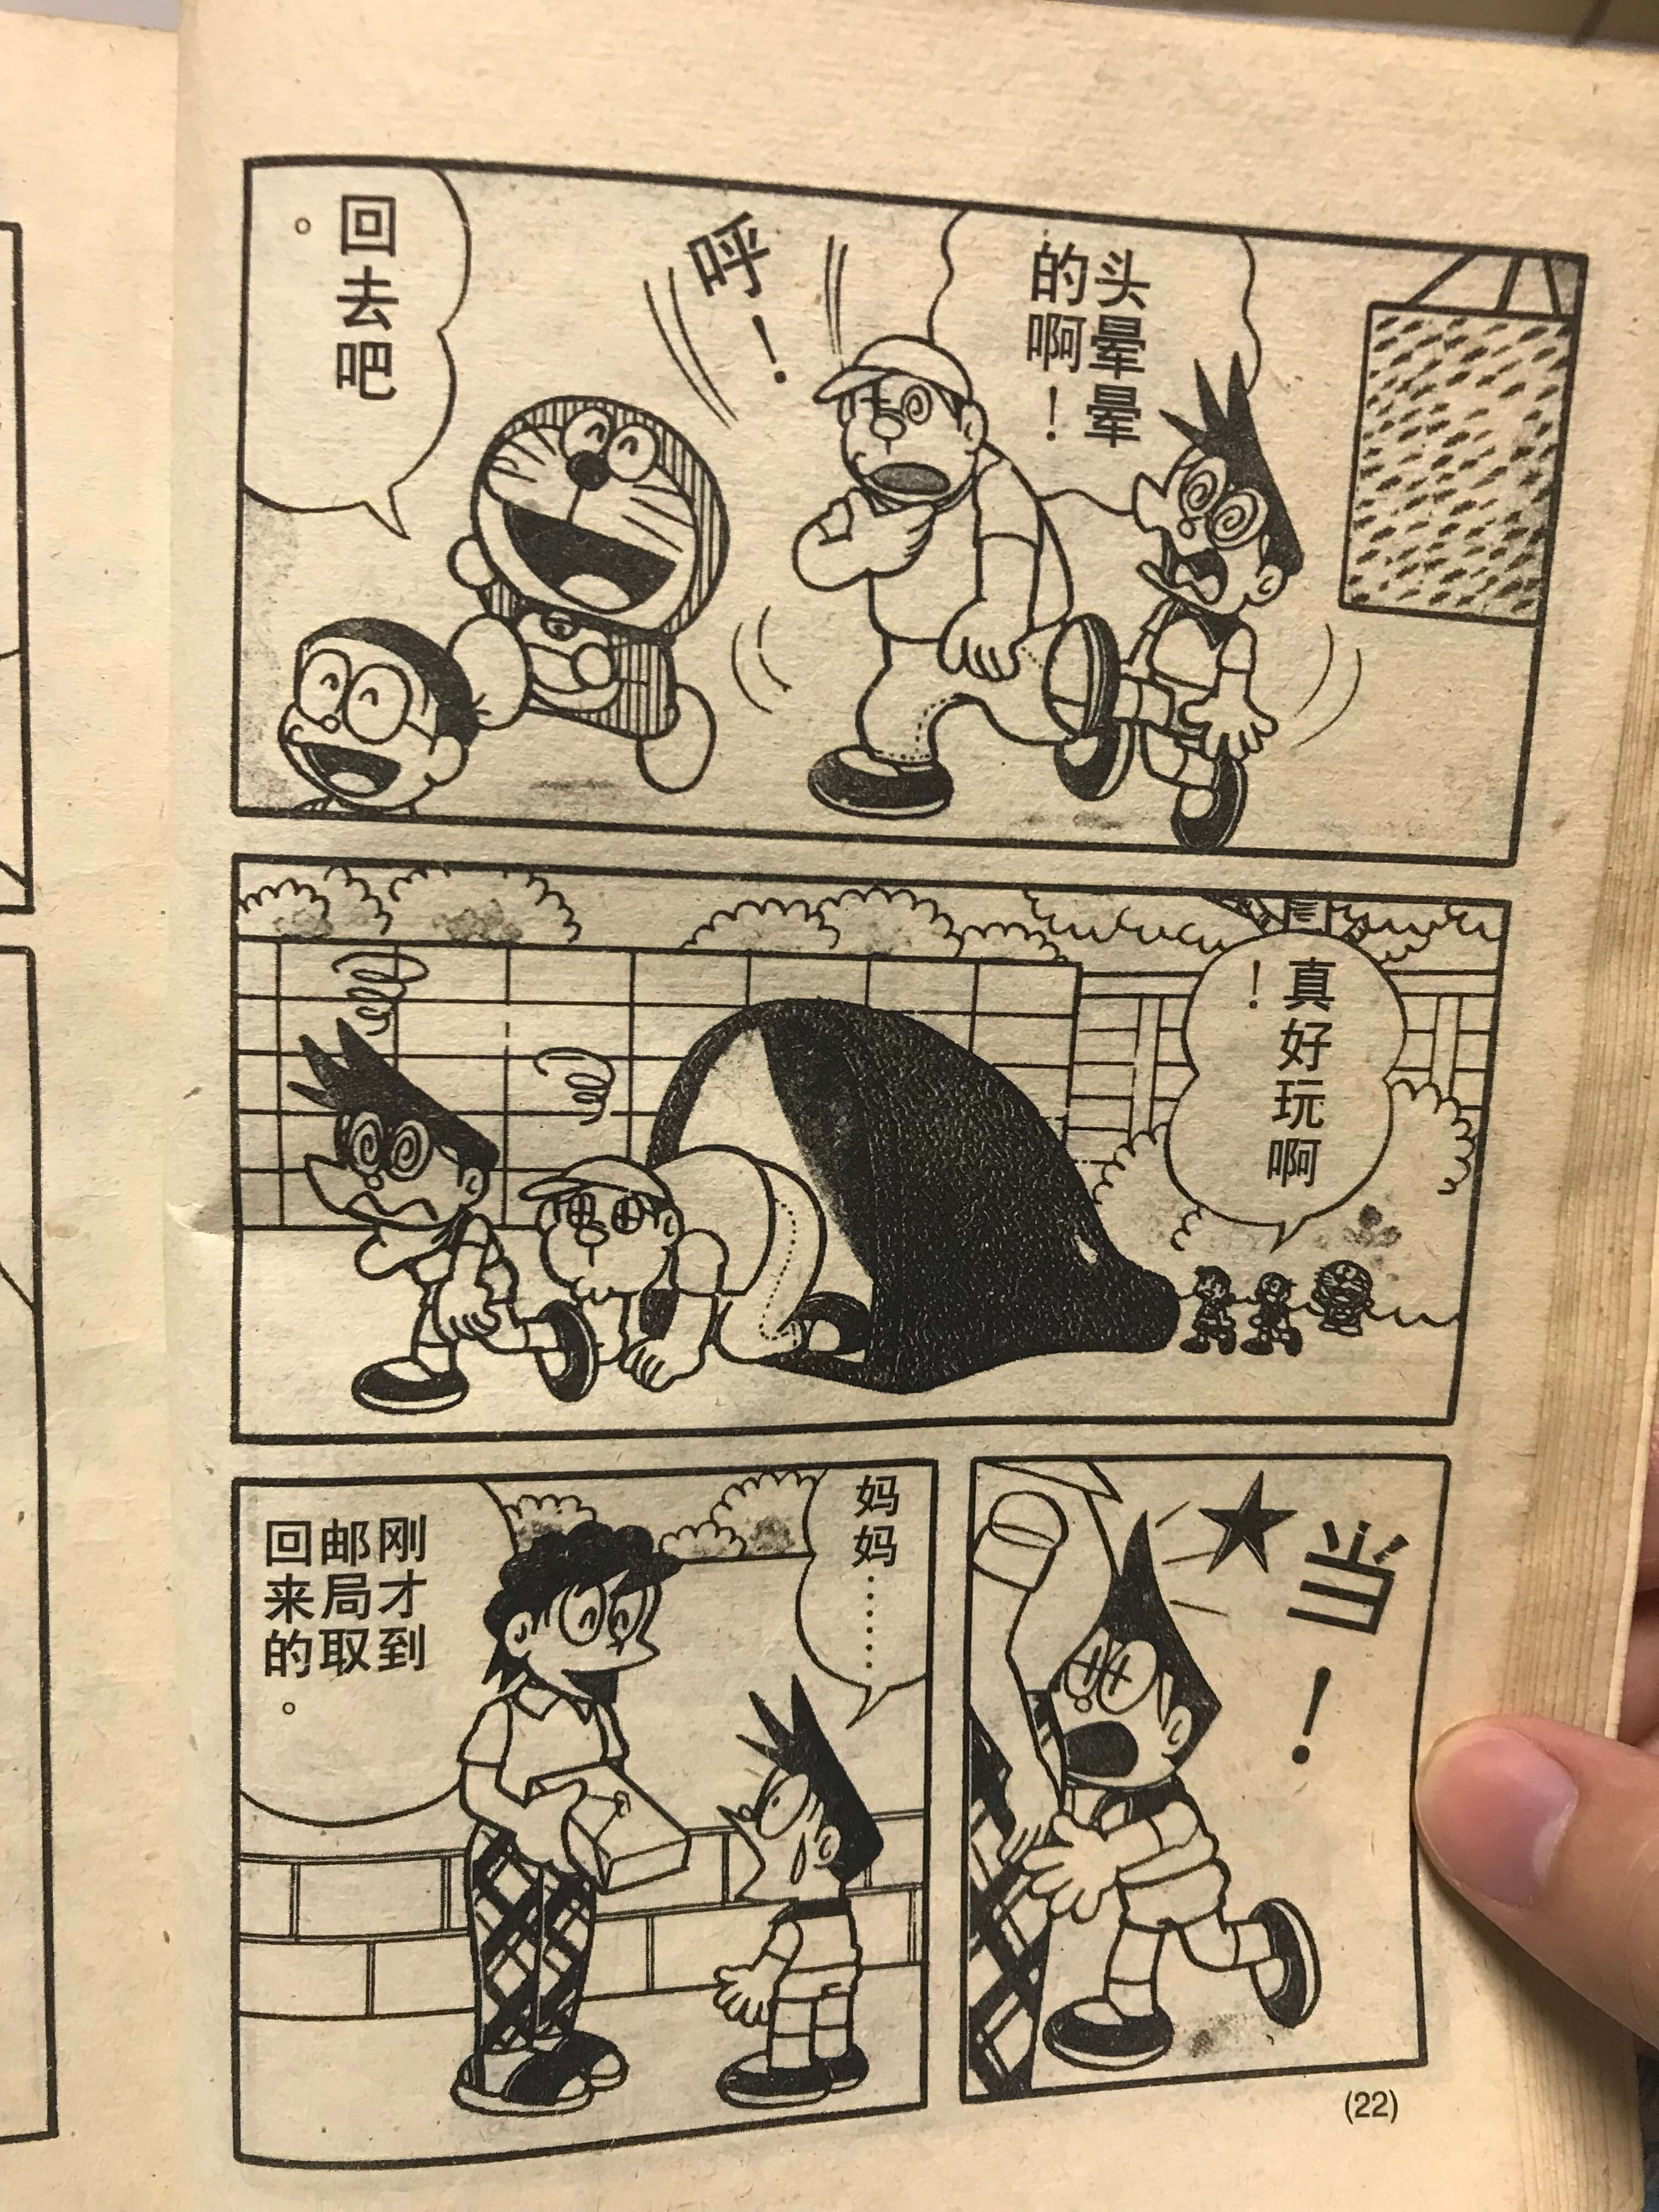 头晕晕
的啊！
呼！
回去吧
。
真好玩啊
！
当！
妈妈……
刚才到
邮局取
回来的
。
(22)